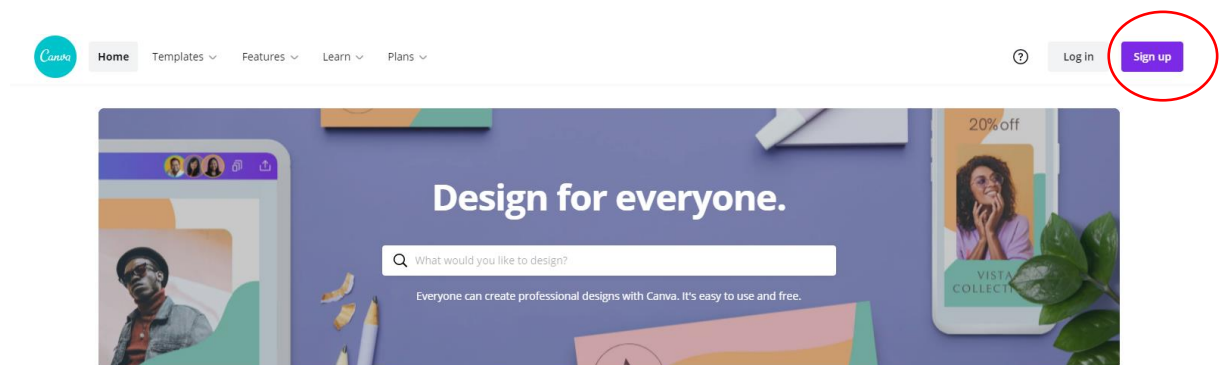 Canva
Home Templates Features Learn Plans ? Log in Sign up
20% off
Design for everyone.
What would you like to design?
VISTA
Everyone can create professional designs with Canva. It's easy to use and free.